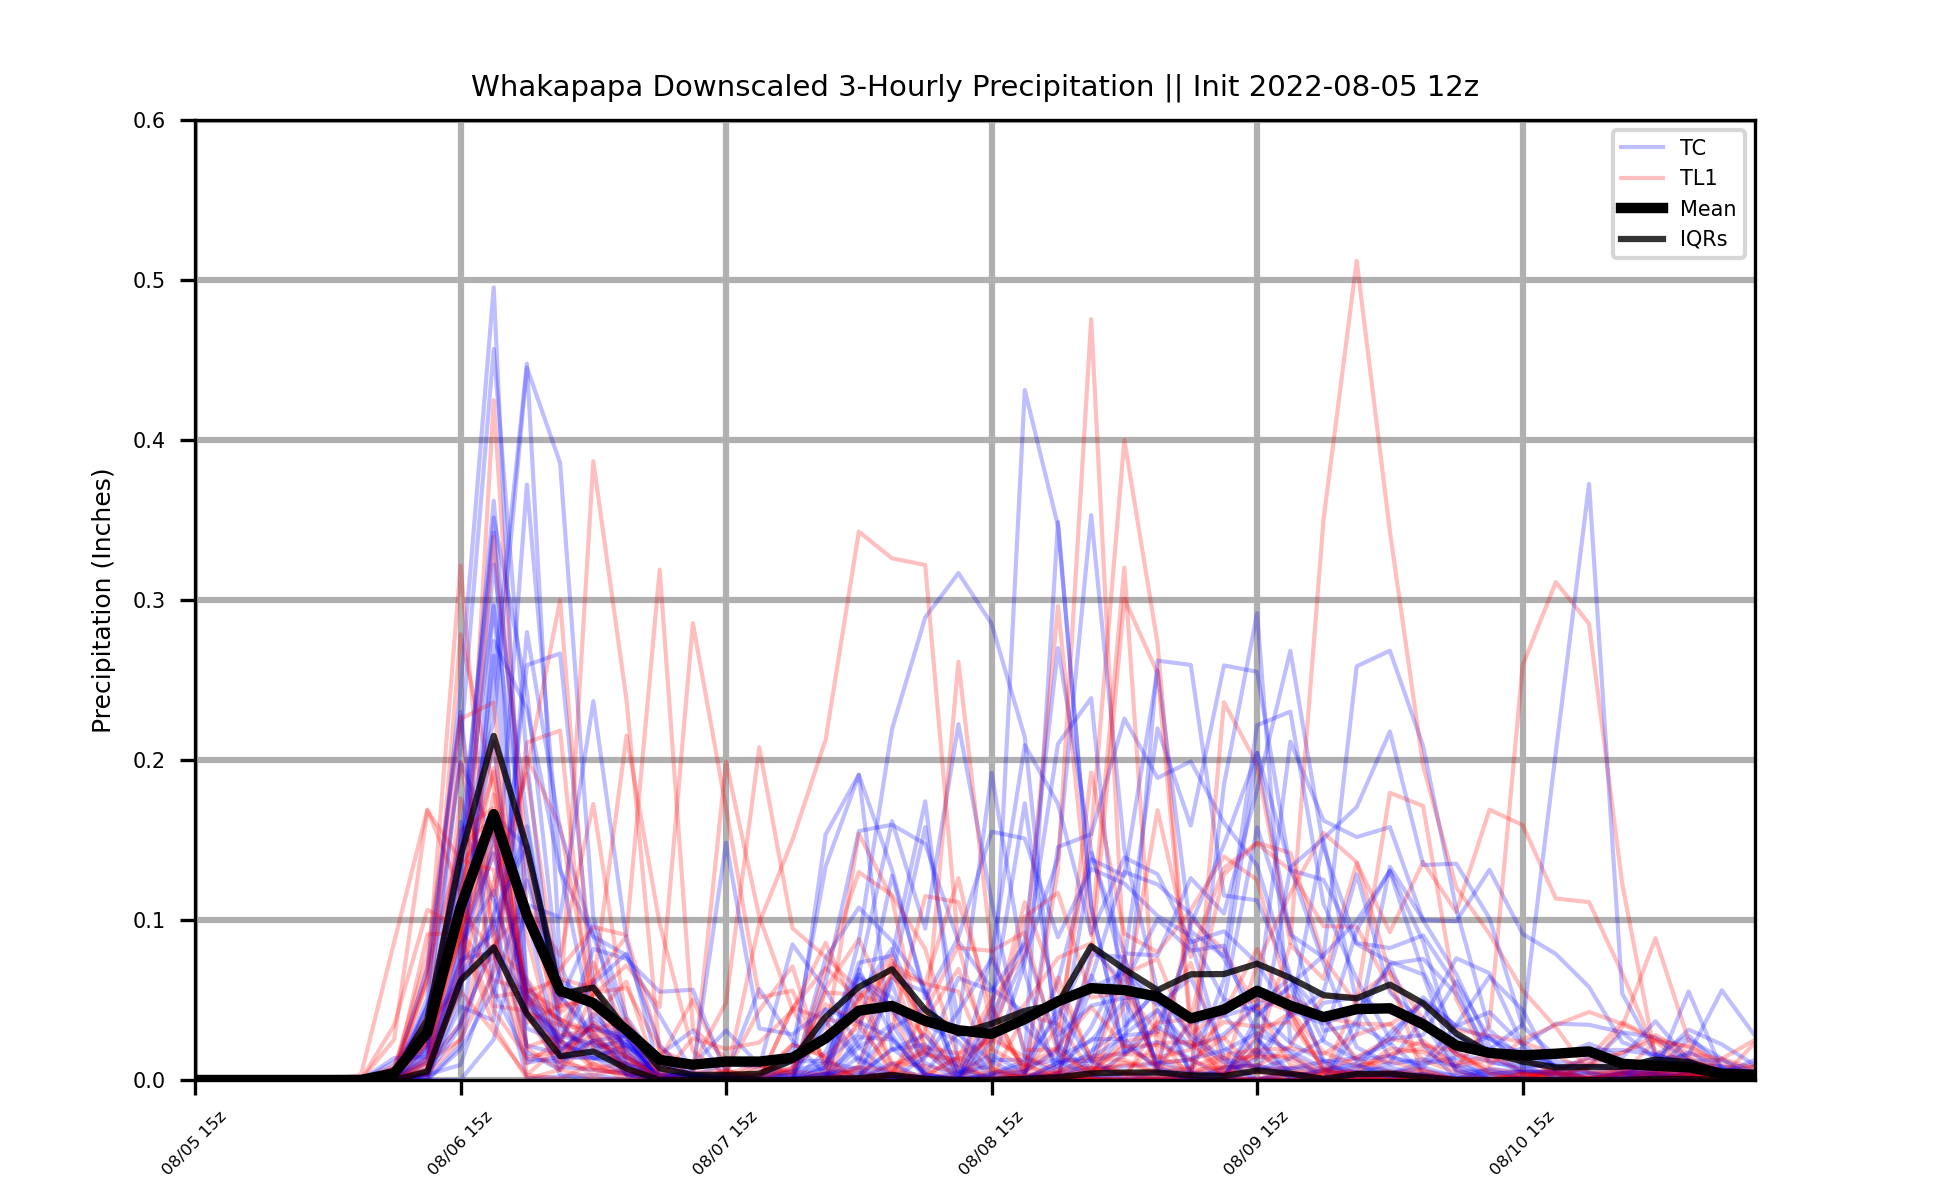 Whakapapa Downscaled 3-Hourly Precipitation || Init 2022-08-05 12z
Precipitation (Inches)
0.6
0.5
0.4
0.3
0.2
0.1
0.0
TC
TL1
Mean
IQRs
08/05 15z
08/06 15z
08/07 15z
08/08 15z
08/09 15z
08/10 15z